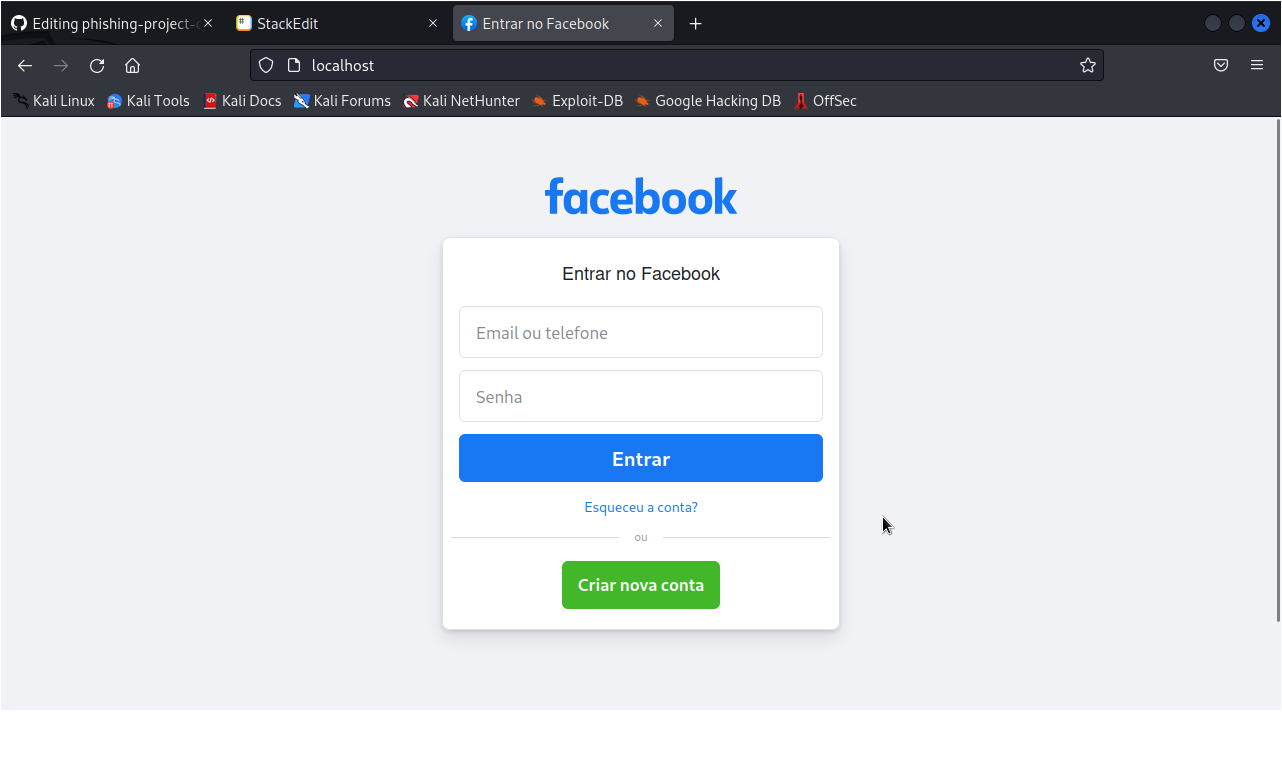 Editing phishing-project-
StackEdit
Entrar no Facebook
localhost
Kali Linux Kali Tools Kali Docs Kali Forums Kali NetHunter Exploit-DB Google Hacking DB OffSec
facebook
Entrar no Facebook
Email ou telefone
Senha
Entrar
Esqueceu a conta?
ou
Criar nova conta